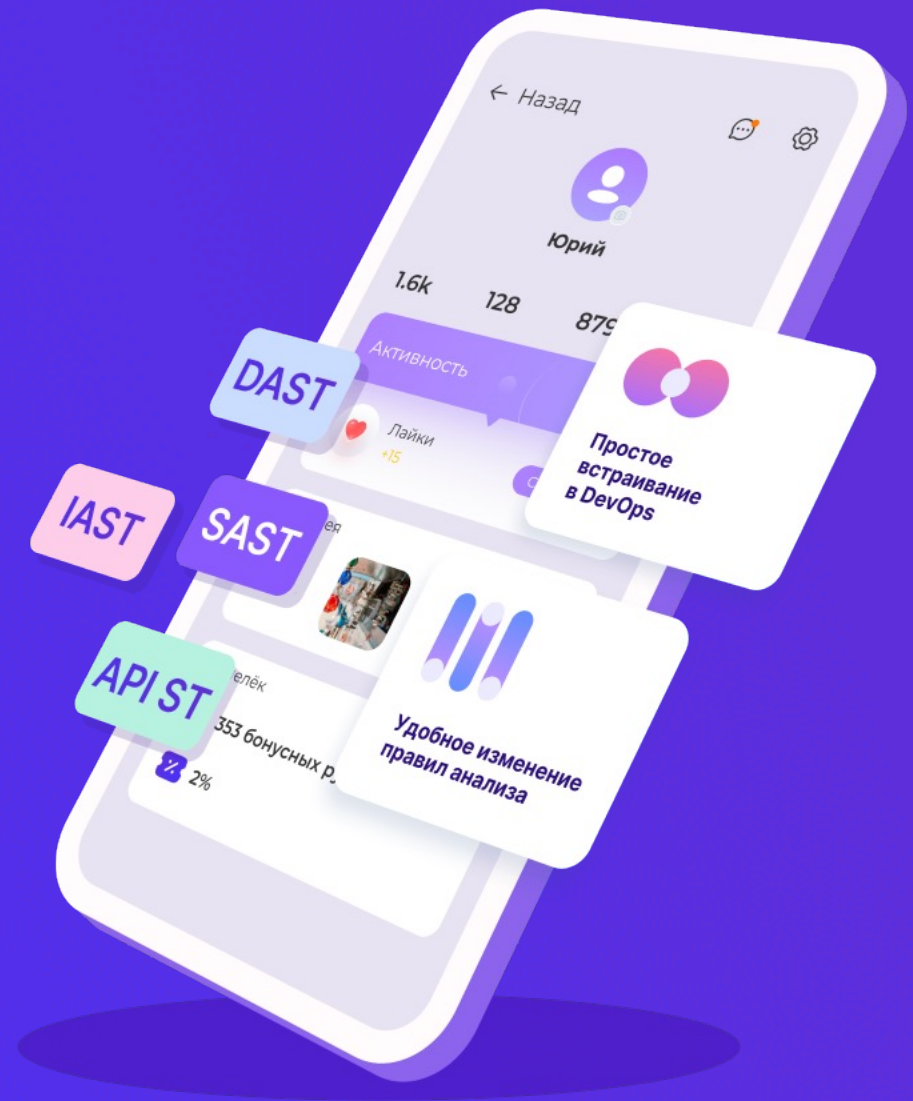 ← Назад
Юрий
1.6k
128
Активность
DAST
Лайки
+15
Простое
встраивание
в DevOps
IAST
SAST
API ST
353 бонусных
2%
Удобное изменение
правил анализа